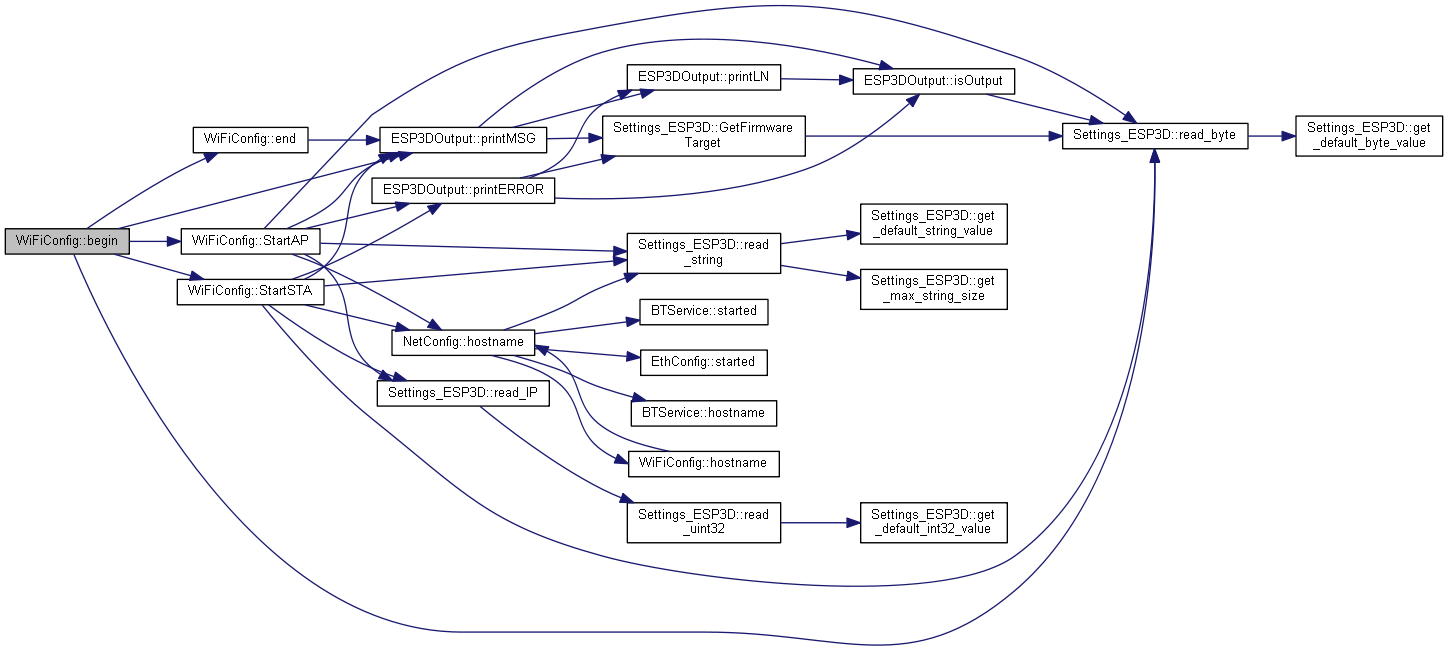 WiFiConfig::begin
WiFiConfig::end
WiFiConfig::StartAP
WiFiConfig::StartSTA
ESP3DOutput::printMSG
ESP3DOutput::printERROR
NetConfig::hostname
Settings_ESP3D::read_IP
ESP3DOutput::printLN
Settings_ESP3D::GetFirmware
Target
Settings_ESP3D::read
_string
BTService::started
EthConfig::started
BTService::hostname
WiFiConfig::hostname
Settings_ESP3D::read
_uint32
ESP3DOutput::isOutput
Settings_ESP3D::get
_default_string_value
Settings_ESP3D::get
_max_string_size
Settings_ESP3D::get
_default_int32_value
Settings_ESP3D::read_byte
Settings_ESP3D::get
_default_byte_value